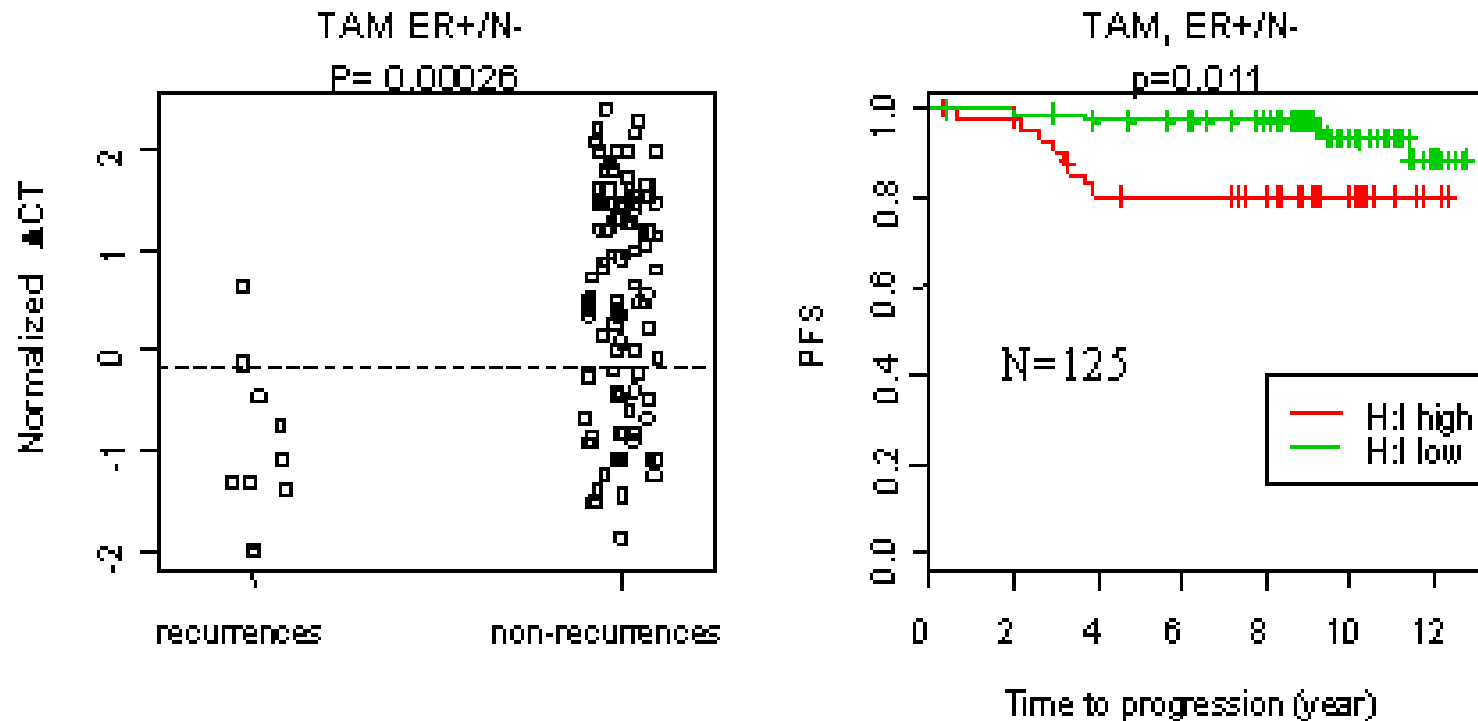 TAM ER+/N-
P= 0.00026
Normalized ▲CT
2
1
0
-1
-2
recurrences
non-recurrences
TAM, ER+/N-
p=0.011
PFS
1.0
0.8
0.6
0.4
0.2
0.0
N=125
H:I high
H:I low
0 2 4 6 8 10 12
Time to progression (year)